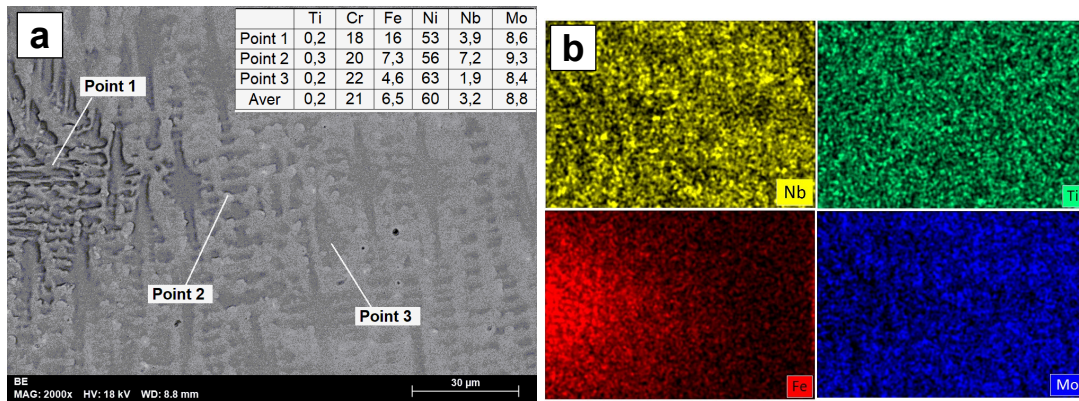 a
Ti Cr Fe Ni Nb Mo
Point 1 0,2 18 16 53 3,9 8,6
Point 2 0,3 20 7,3 56 7,2 9,3
Point 3 0,2 22 4,6 63 1,9 8,4
Aver 0,2 21 6,5 60 3,2 8,8
Point 1
Point 2
Point 3
BE
MAG: 2000x HV: 18 kV WD: 8.8 mm
30 µm
b
Nb
Ti
Fe
Mo